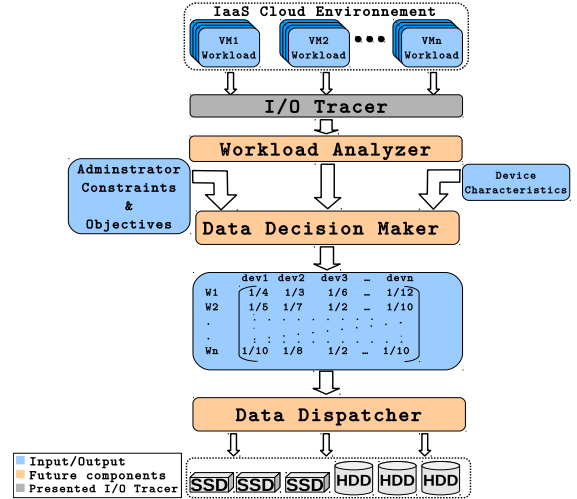 IaaS Cloud Environnement
VM1
Workload
VM2
Workload
VMn
Workload
I/O Tracer
Workload Analyzer
Adminstrator
Constraints
&
Objectives
Device
Characteristics
Data Decision Maker
dev1 dev2 dev3 … devn
W1 1/4 1/3 1/6 … 1/12
W2 1/5 1/7 1/2 … 1/10
Wn 1/10 1/8 1/2 … 1/10
Data Dispatcher
Input/Output
Future components
Presented I/O Tracer
SSD SSD SSD HDD HDD HDD